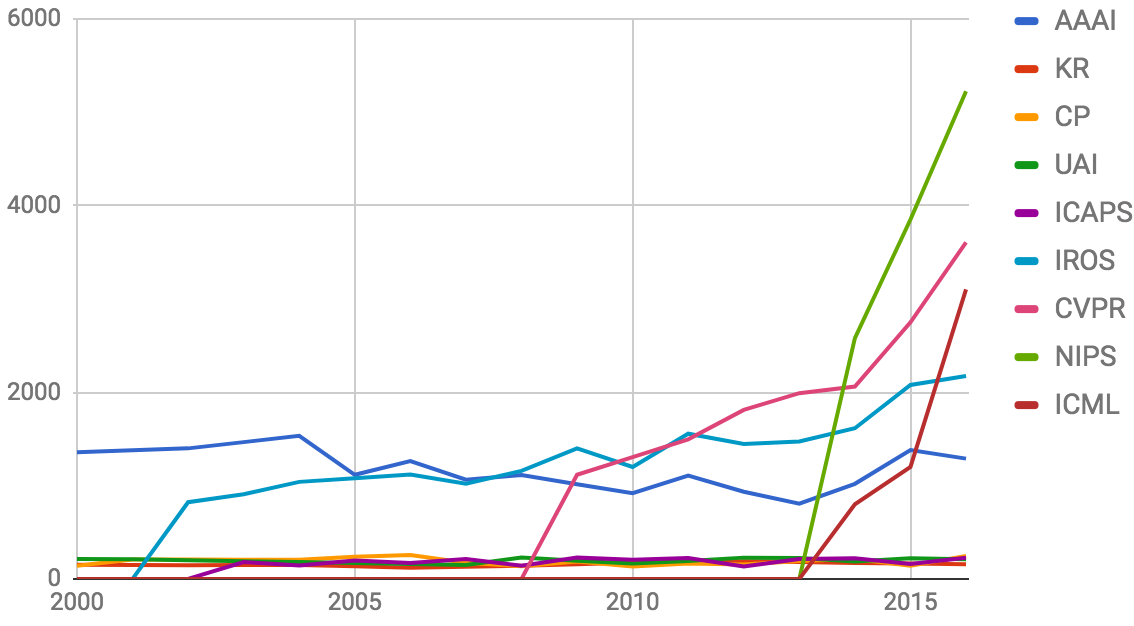 6000
4000
2000
0
2000
2005
2010
2015
AAAI
KR
CP
UAI
ICAPS
IROS
CVPR
NIPS
ICML